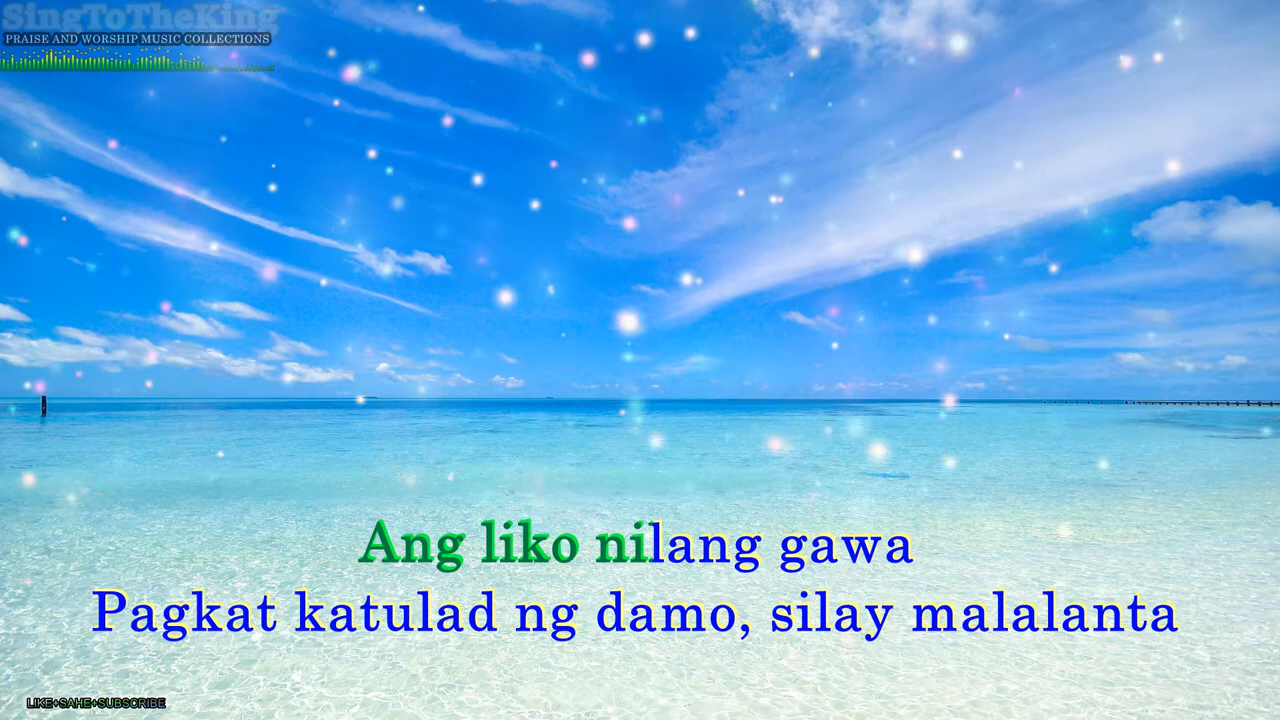 SingToTheKing
PRAISE AND WORSHIP MUSIC COLLECTIONS
Ang liko nilang gawa
Pagkat katulad ng damo, silay malalanta
LIKE+SAHE+SUBSCRIBE